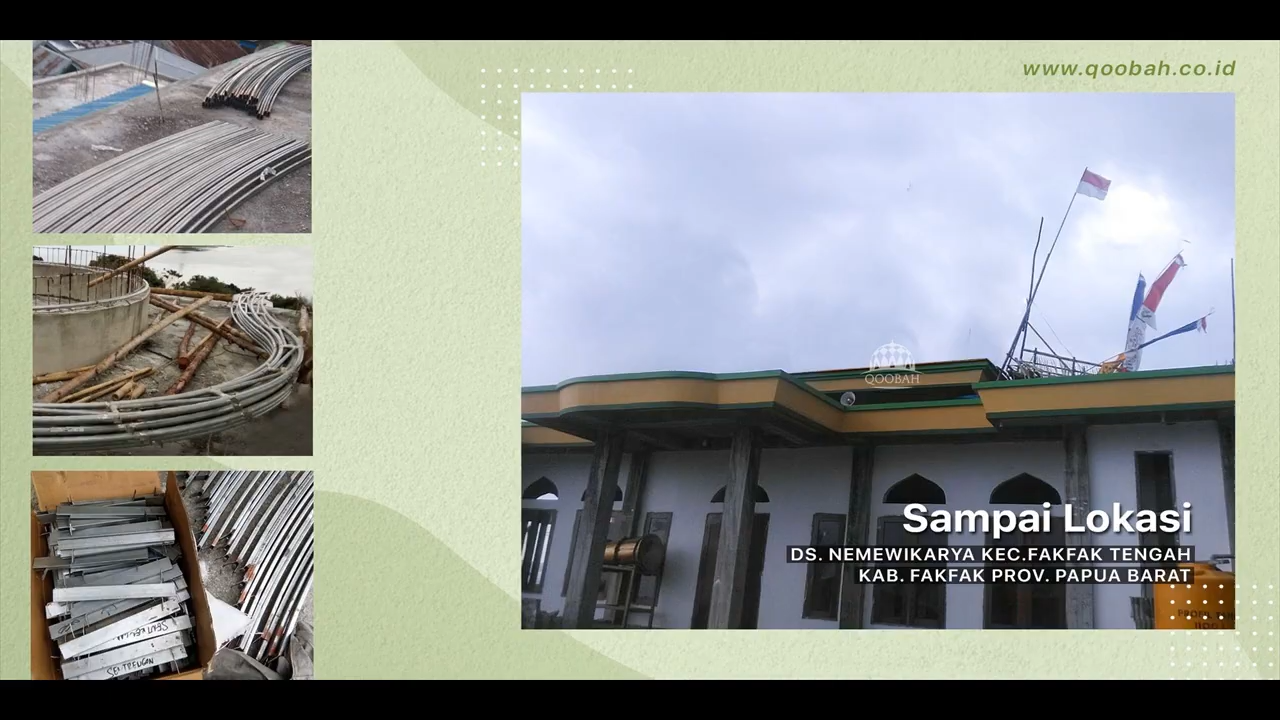 www.qoobah.co.id
QOOBAH
Sampai Lokasi
DS. NEMEWIKARYA KEC.FAKFAK TENGAH
KAB. FAKFAK PROV. PAPUA BARAT